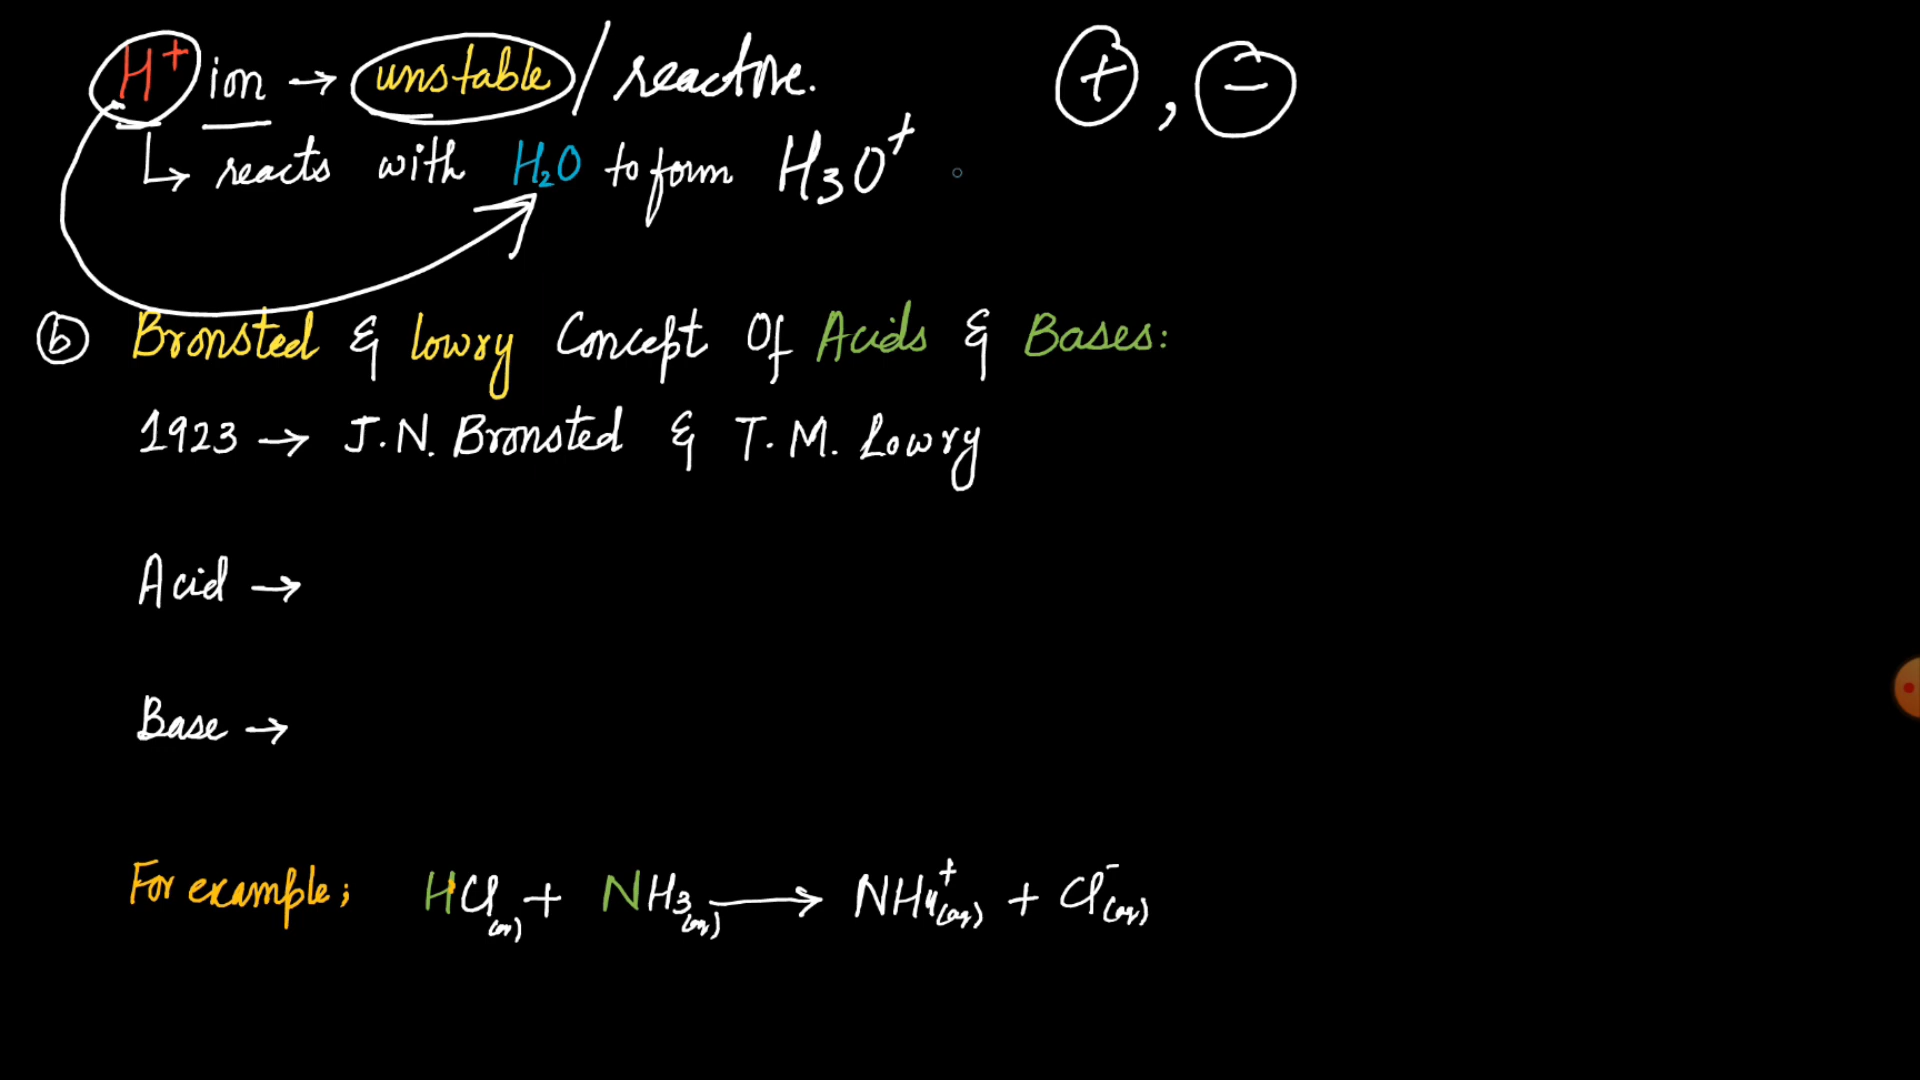 H⁺ ion → unstable / reactive.
↳ reacts with H₂O to form H₃O⁺
+ , −
ⓑ Bronsted & Lowry Concept Of Acids & Bases:
1923 → J.N. Bronsted & T.M. Lowry
Acid →
Base →
For example; HCl(aq) + NH₃(aq) → NH₄⁺(aq) + Cl⁻(aq)